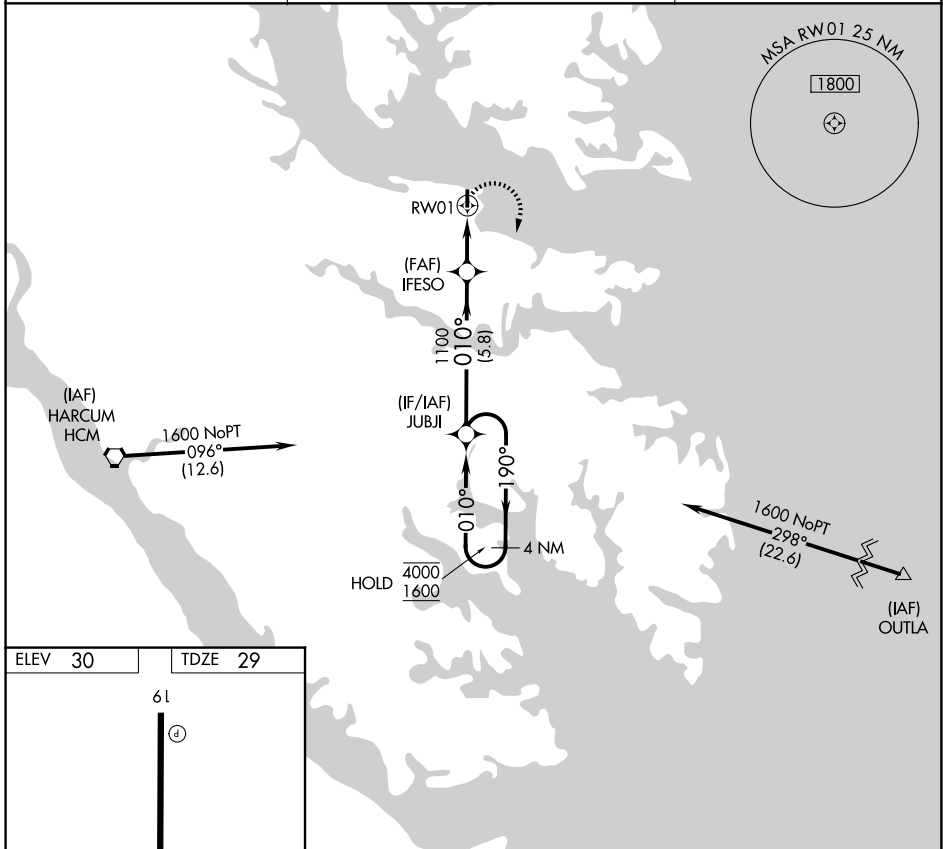 MSA RW01 25 NM
1800
RW01
(FAF)
IFESO
1100
010°
(5.8)
(IF/IAF)
JUBJI
(IAF)
HARCUM
HCM
1600 NoPT
096°
(12.6)
010°
190°
4 NM
HOLD
4000
1600
1600 NoPT
298°
(22.6)
(IAF)
OUTLA
ELEV 30
TDZE 29
19
P